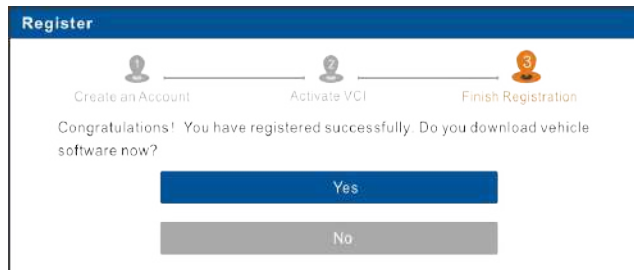 Register
1 2 3
Create an Account Activate VCI Finish Registration
Congratulations! You have registered successfully. Do you download vehicle
software now?
Yes
No